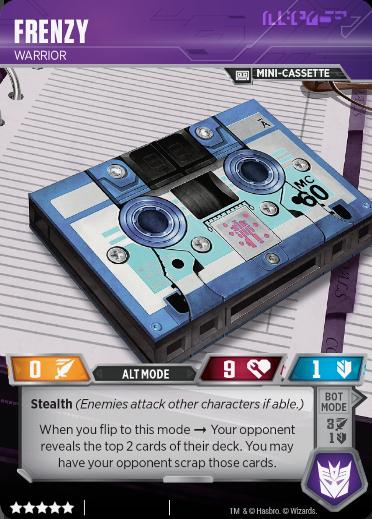 FRENZY
WARRIOR
MINI-CASSETTE
A
MC
60
0
ALT MODE
9
1
Stealth (Enemies attack other characters if able.)
When you flip to this mode → Your opponent
reveals the top 2 cards of their deck. You may
have your opponent scrap those cards.
BOT
MODE
3
1
TM & © Hasbro. © Wizards.